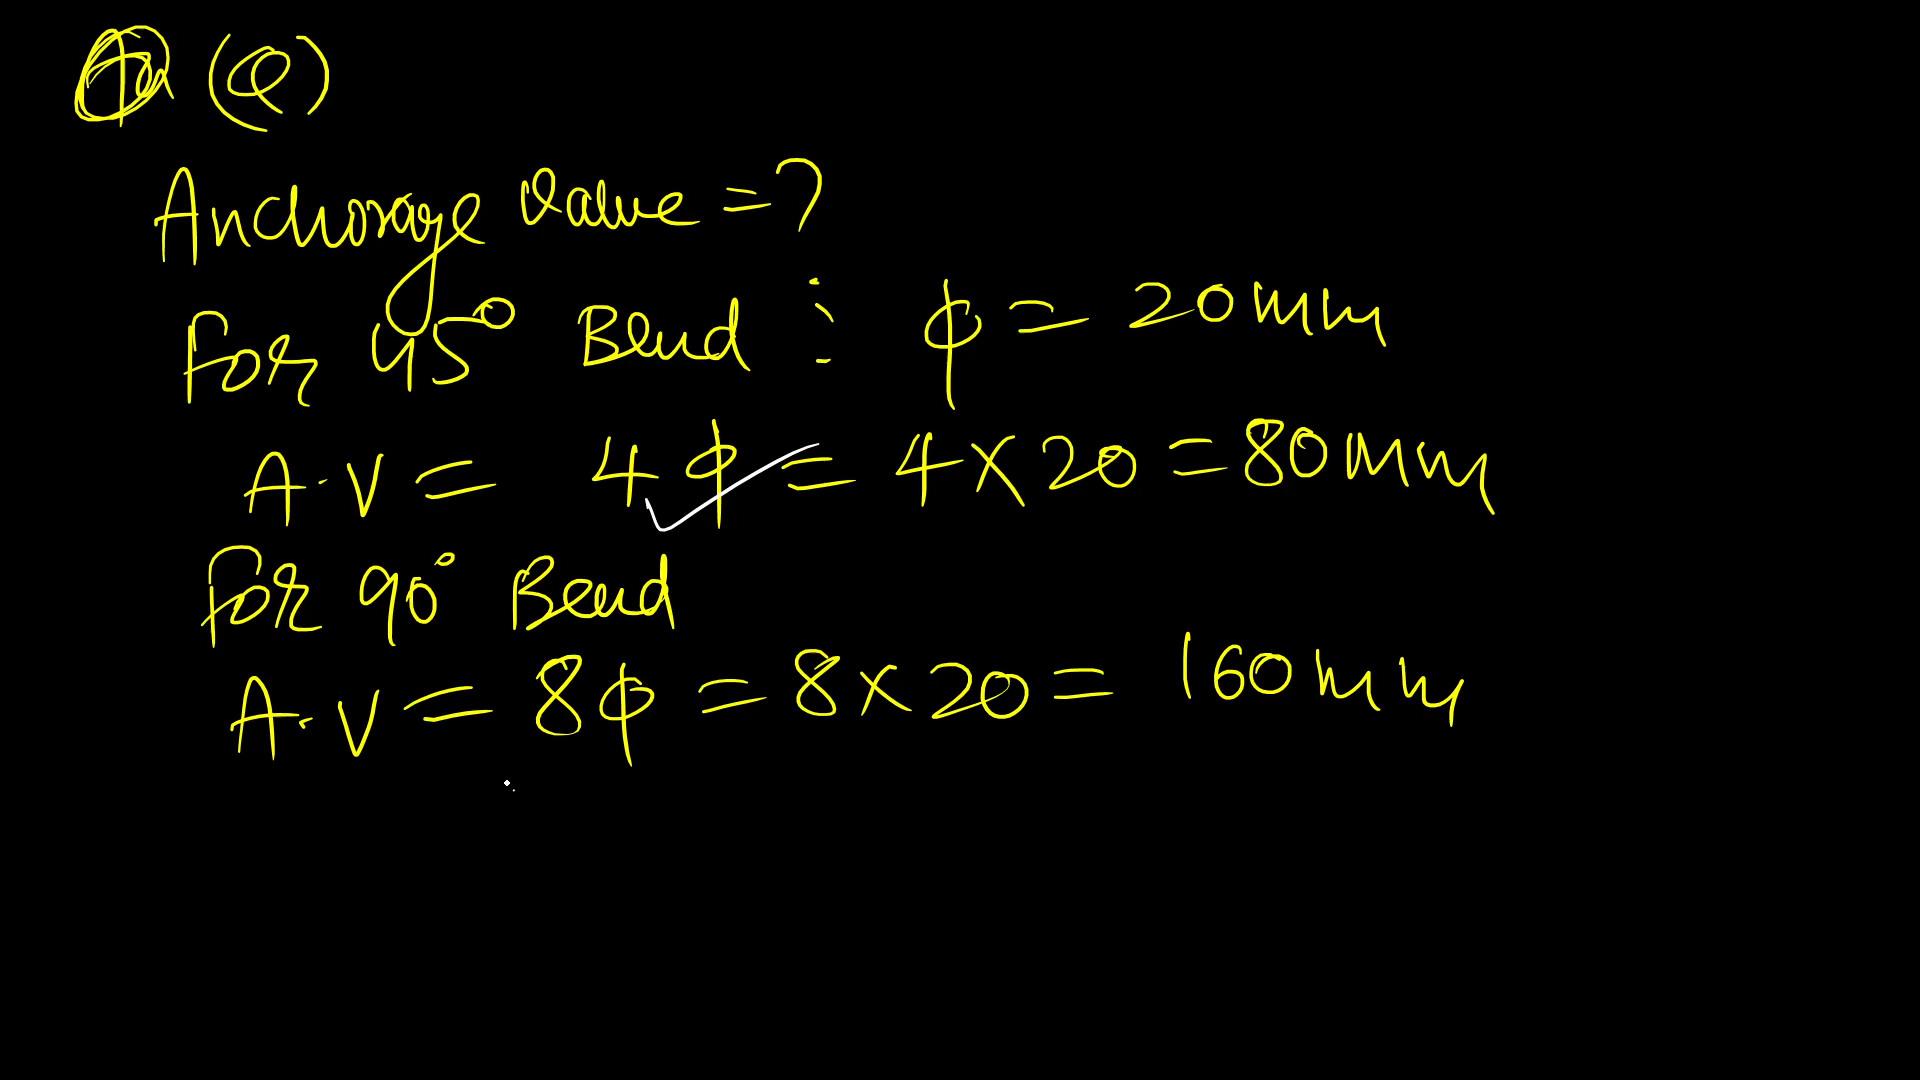 (Q)
Anchorage Value = ?
For 45° Bend : ϕ = 20mm
A.V = 4ϕ = 4 × 20 = 80mm
For 90° Bend
A.V = 8ϕ = 8 × 20 = 160mm